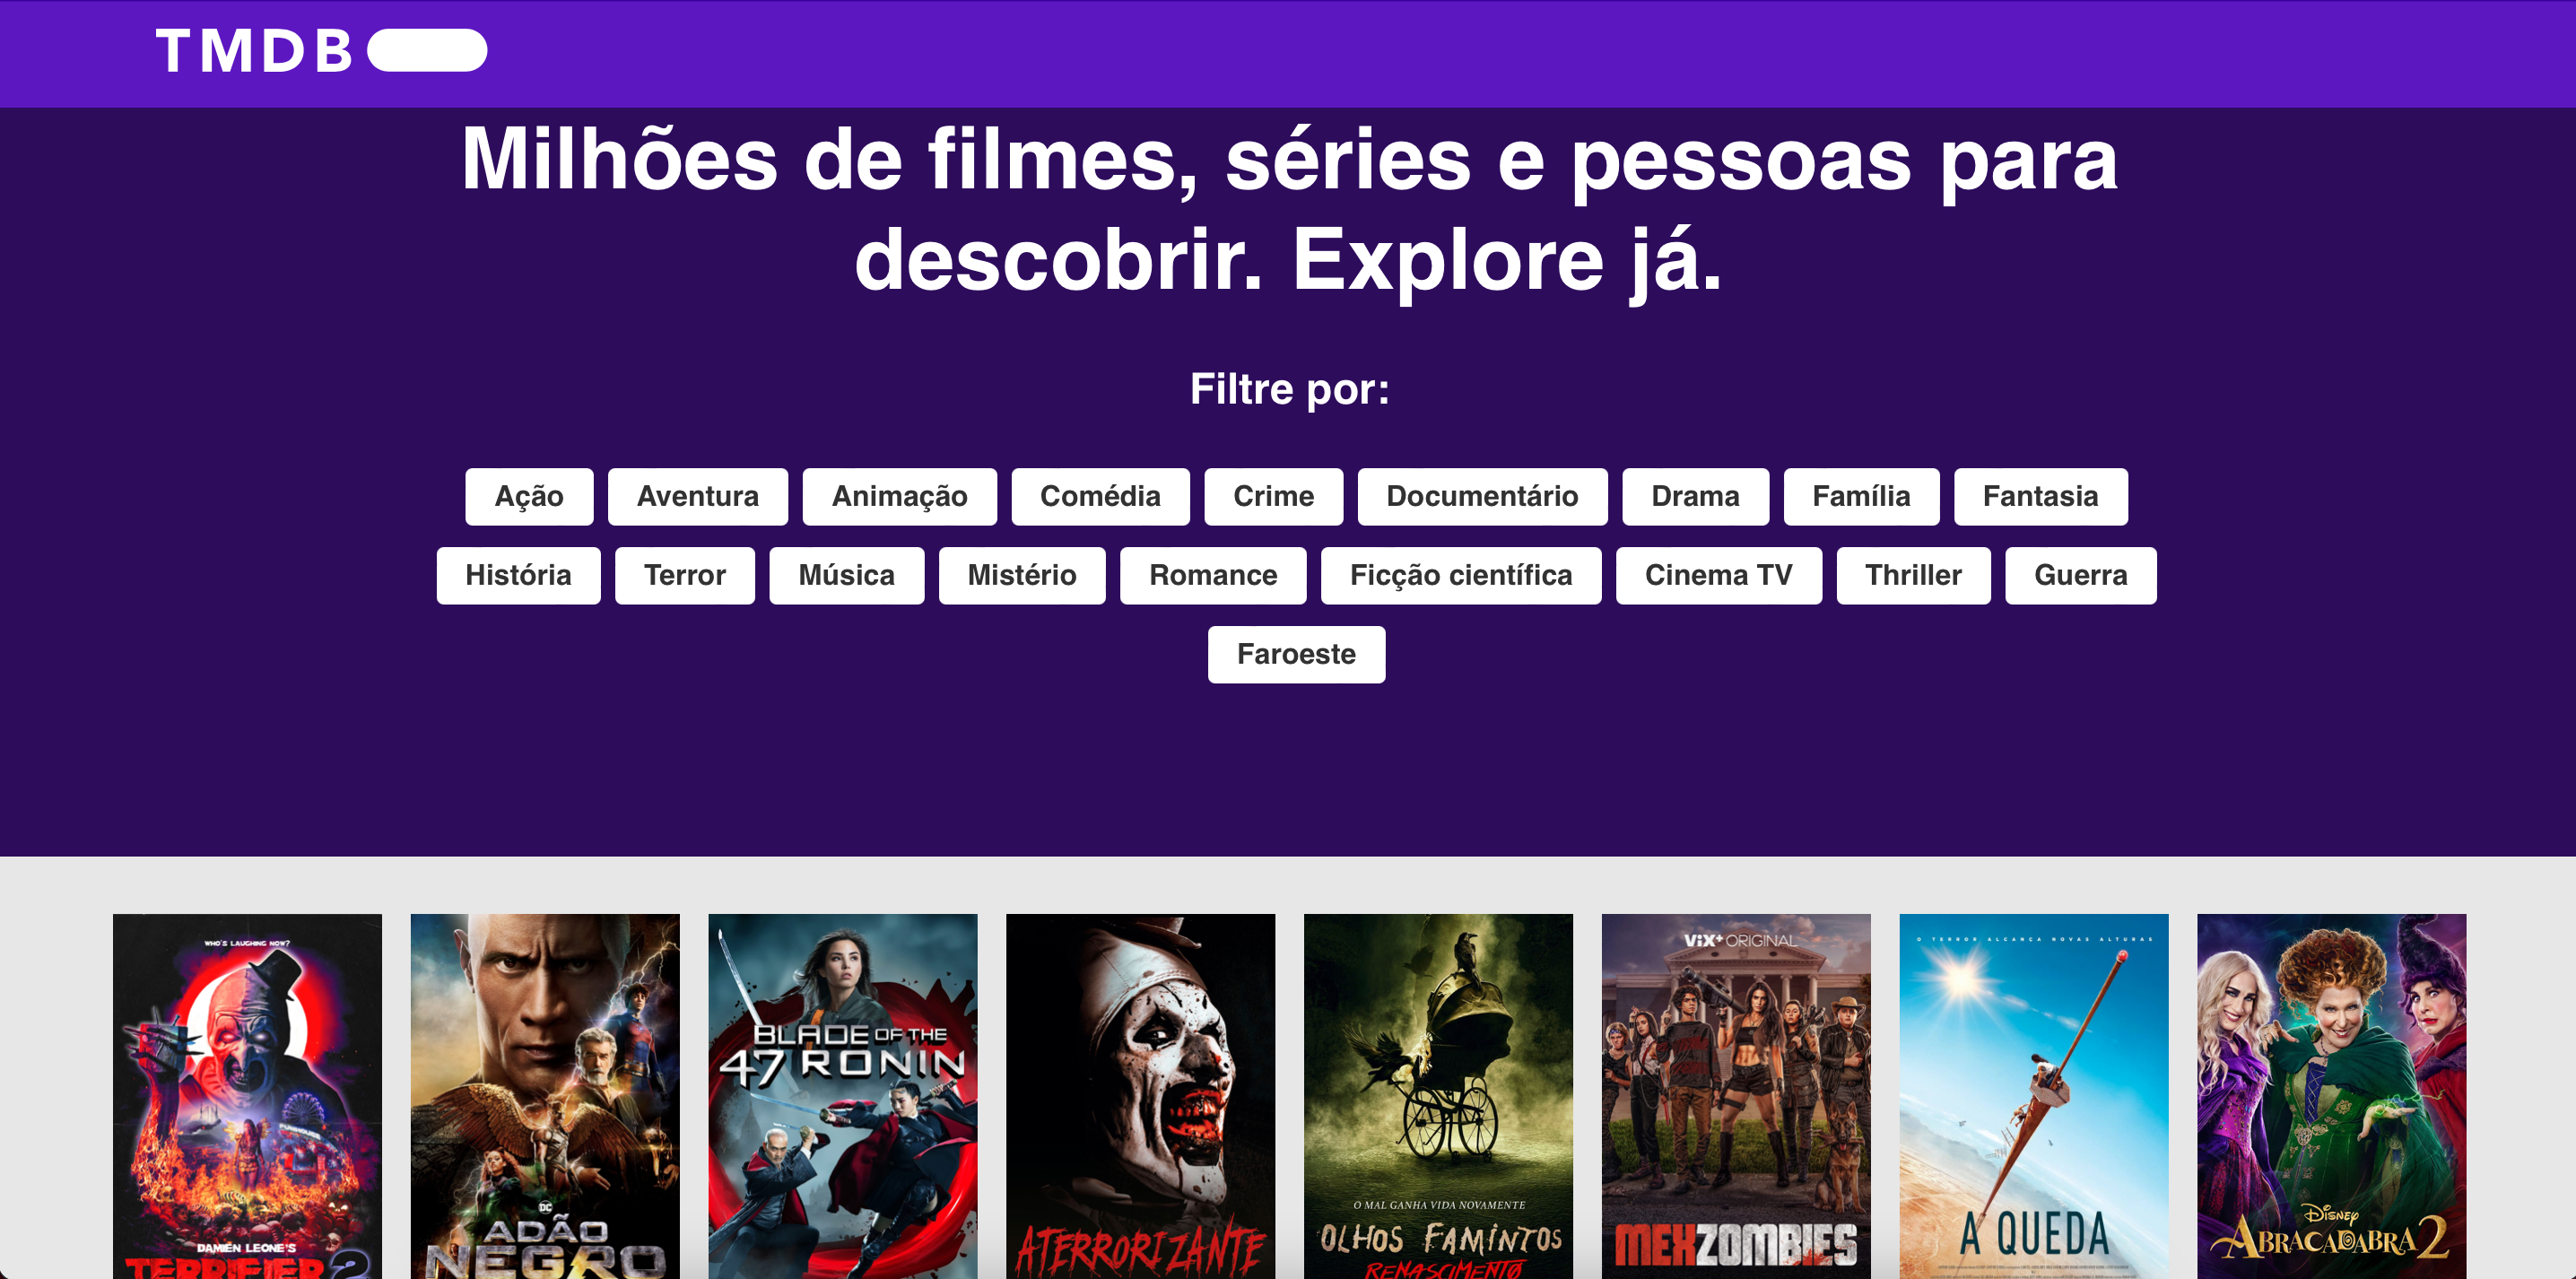 TMDB
Milhões de filmes, séries e pessoas para
descobrir. Explore já.
Filtre por:
Ação Aventura Animação Comédia Crime Documentário Drama Família Fantasia
História Terror Música Mistério Romance Ficção científica Cinema TV Thriller Guerra
Faroeste
WHO'S LAUGHING NOW?
DAMIEN LEONE'S
TERRIFIER 2
DC
ADÃO
NEGRO
BLADE OF THE
47 RONIN
ATERRORIZANTE
O MAL GANHA VIDA NOVAMENTE
OLHOS FAMINTOS
RENASCIMENTO
ViX+ ORIGINAL
MEXZOMBIES
O TERROR ALCANÇA NOVAS ALTURAS
A QUEDA
Disney
ABRACADABRA 2